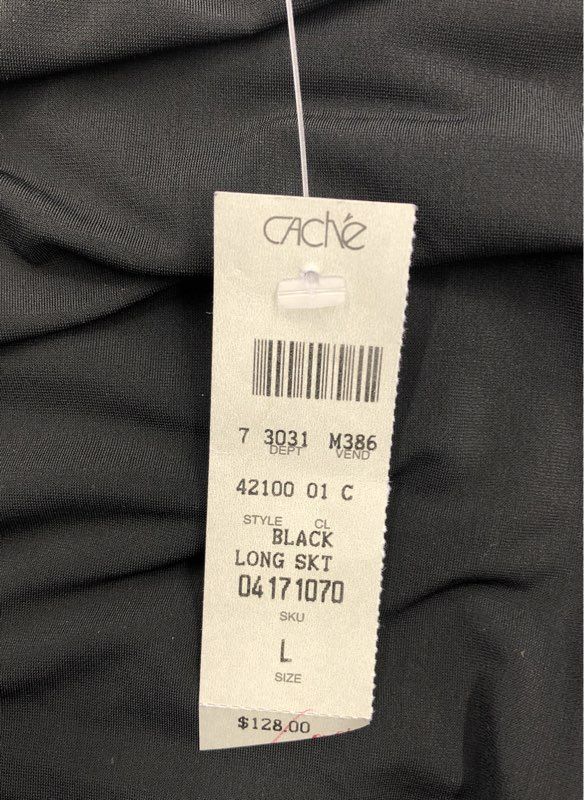 CAché
7 3031 M386
DEPT VEND
42100 01 C
STYLE CL
BLACK
LONG SKT
04171070
SKU
L
SIZE
$128.00